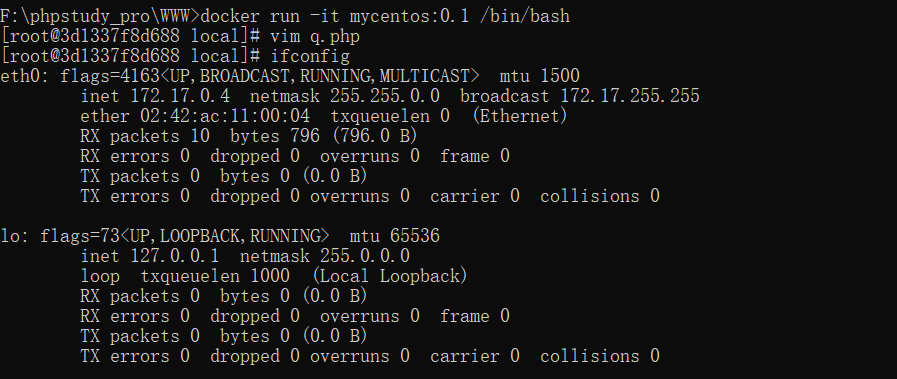 F:\phpstudy_pro\WWW>docker run -it mycentos:0.1 /bin/bash
[root@3d1337f8d688 local]# vim q.php
[root@3d1337f8d688 local]# ifconfig
eth0: flags=4163<UP,BROADCAST,RUNNING,MULTICAST>  mtu 1500
        inet 172.17.0.4  netmask 255.255.0.0  broadcast 172.17.255.255
        ether 02:42:ac:11:00:04  txqueuelen 0  (Ethernet)
        RX packets 10  bytes 796 (796.0 B)
        RX errors 0  dropped 0  overruns 0  frame 0
        TX packets 0  bytes 0 (0.0 B)
        TX errors 0  dropped 0 overruns 0  carrier 0  collisions 0

lo: flags=73<UP,LOOPBACK,RUNNING>  mtu 65536
        inet 127.0.0.1  netmask 255.0.0.0
        loop  txqueuelen 1000  (Local Loopback)
        RX packets 0  bytes 0 (0.0 B)
        RX errors 0  dropped 0  overruns 0  frame 0
        TX packets 0  bytes 0 (0.0 B)
        TX errors 0  dropped 0 overruns 0  carrier 0  collisions 0